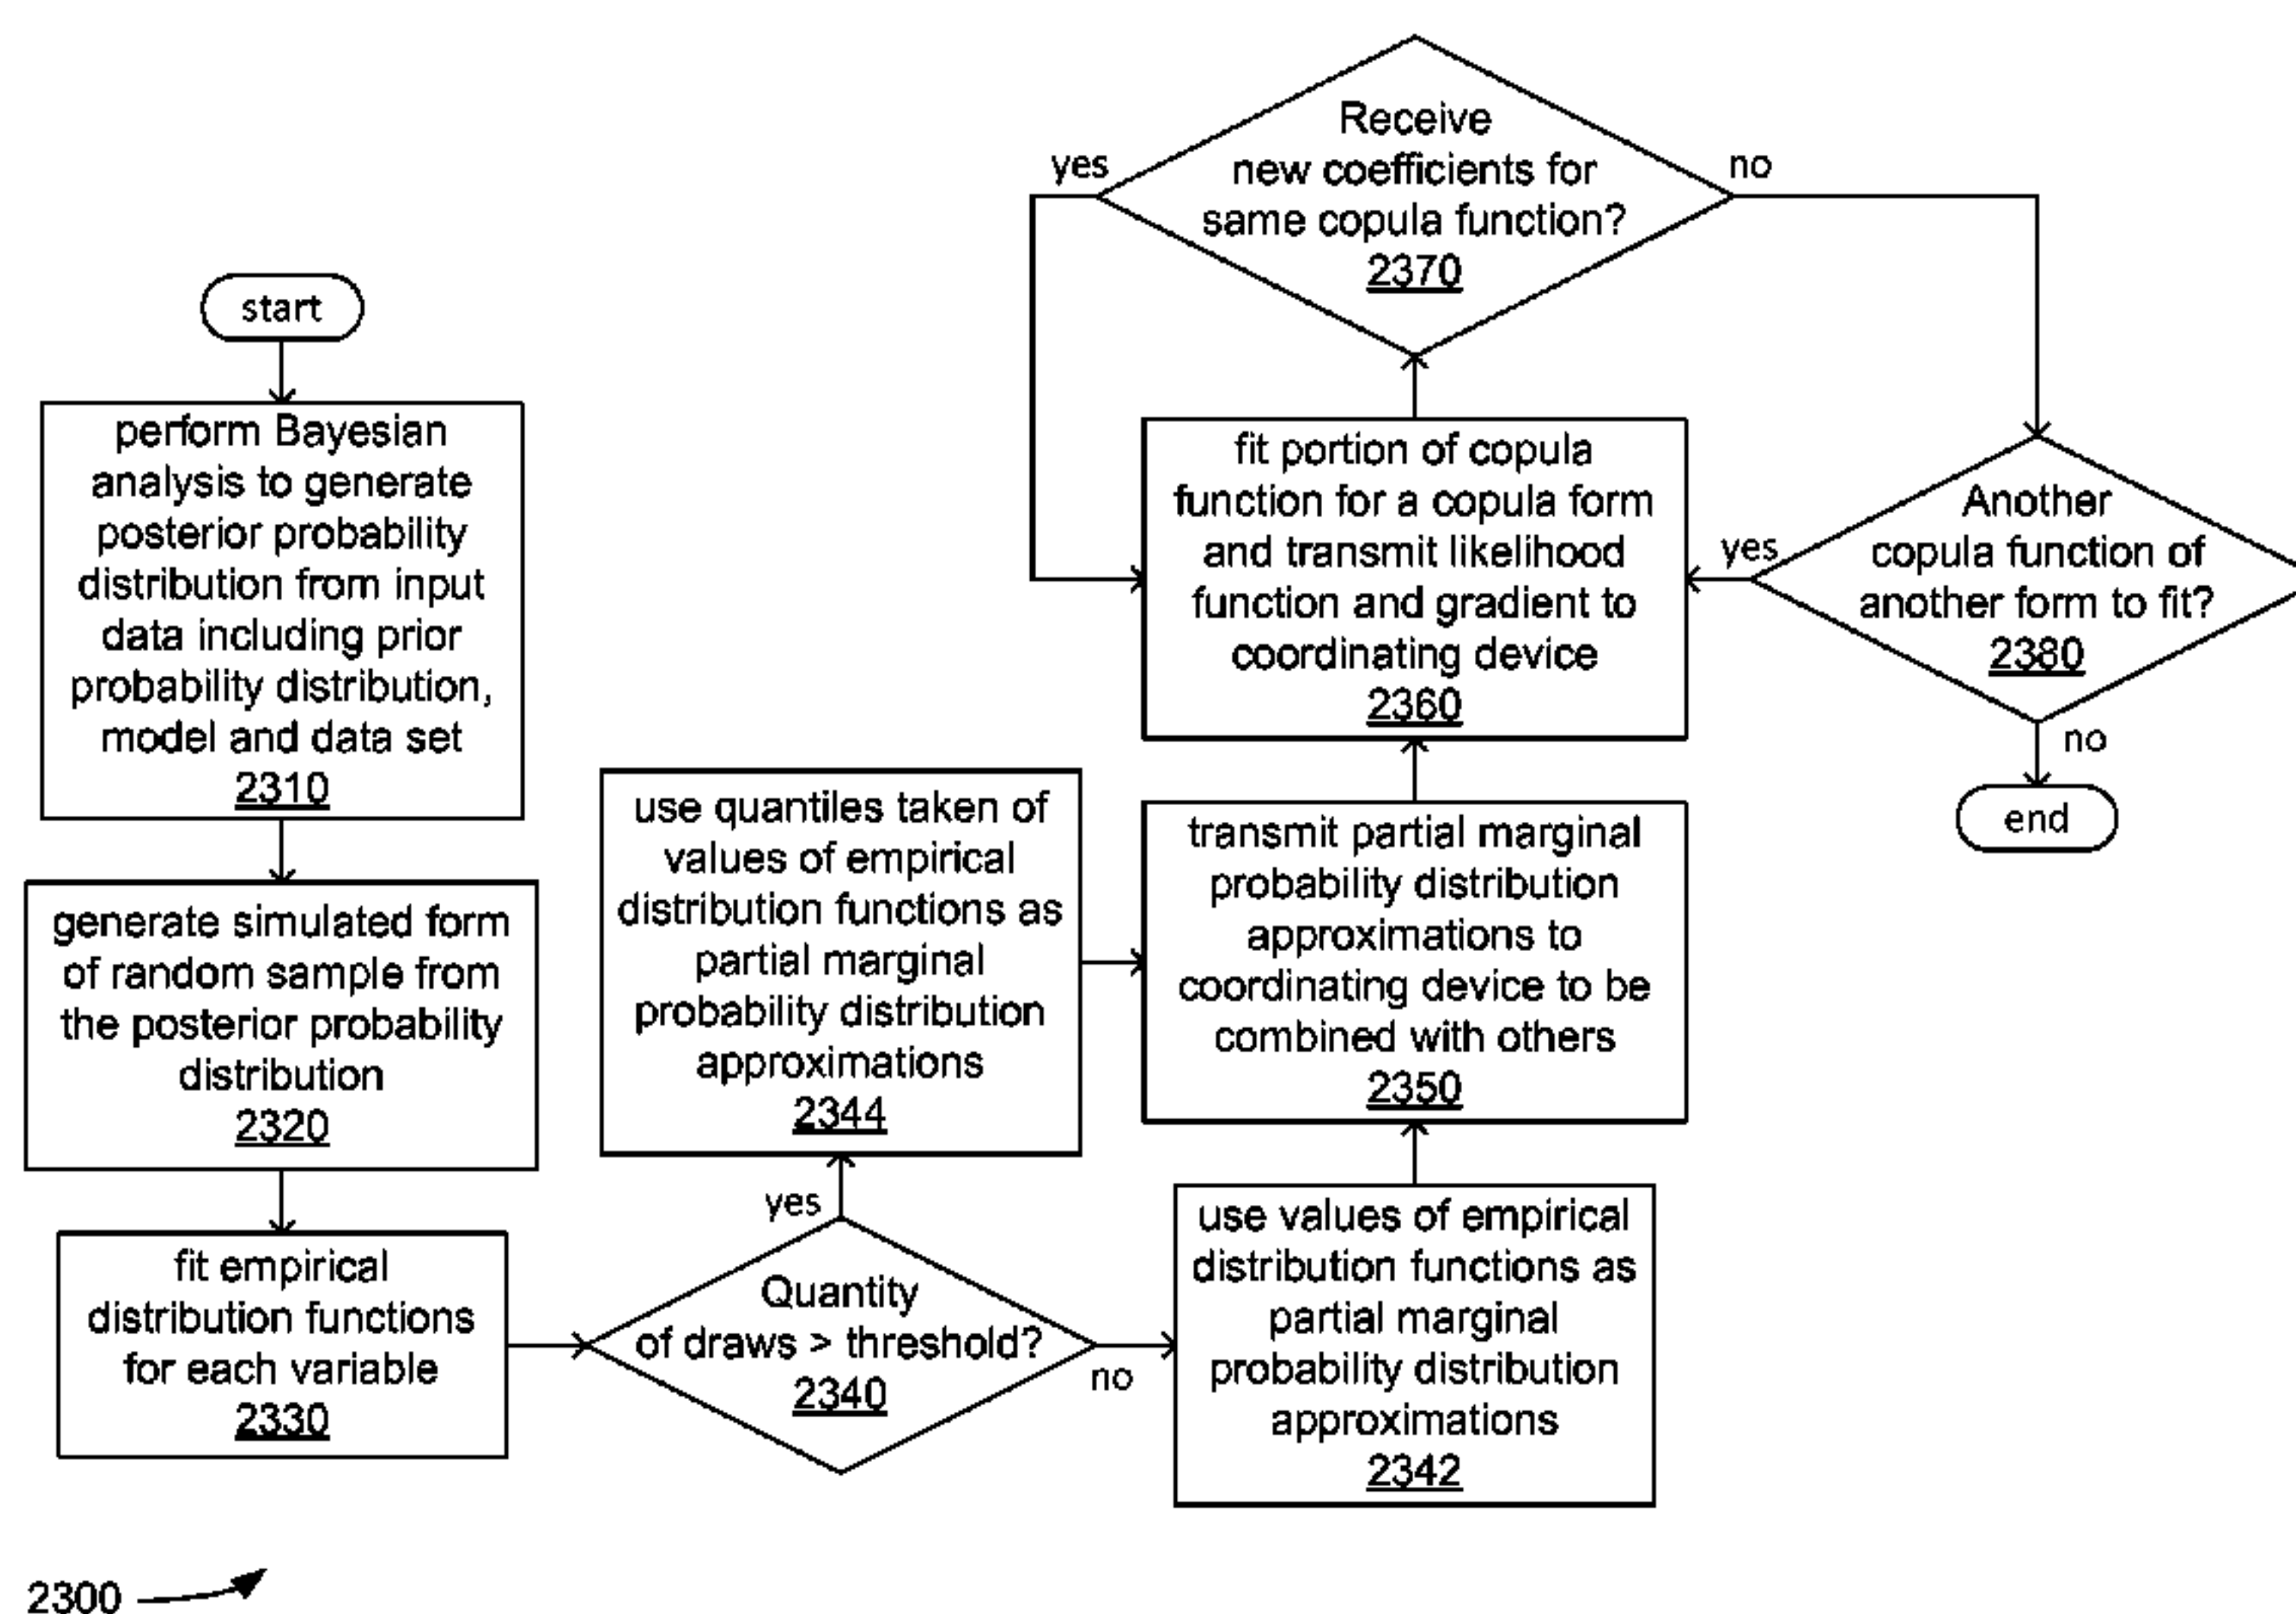 start
perform Bayesian
analysis to generate
posterior probability
distribution from input
data including prior
probability distribution,
model and data set
2310
generate simulated form
of random sample from
the posterior probability
distribution
2320
fit empirical
distribution functions
for each variable
2330
Quantity
of draws > threshold?
2340
yes
no
use quantiles taken of
values of empirical
distribution functions as
partial marginal
probability distribution
approximations
2344
use values of empirical
distribution functions as
partial marginal
probability distribution
approximations
2342
transmit partial marginal
probability distribution
approximations to
coordinating device to be
combined with others
2350
fit portion of copula
function for a copula form
and transmit likelihood
function and gradient to
coordinating device
2360
Receive
new coefficients for
same copula function?
2370
yes
no
Another
copula function of
another form to fit?
2380
yes
no
end
2300